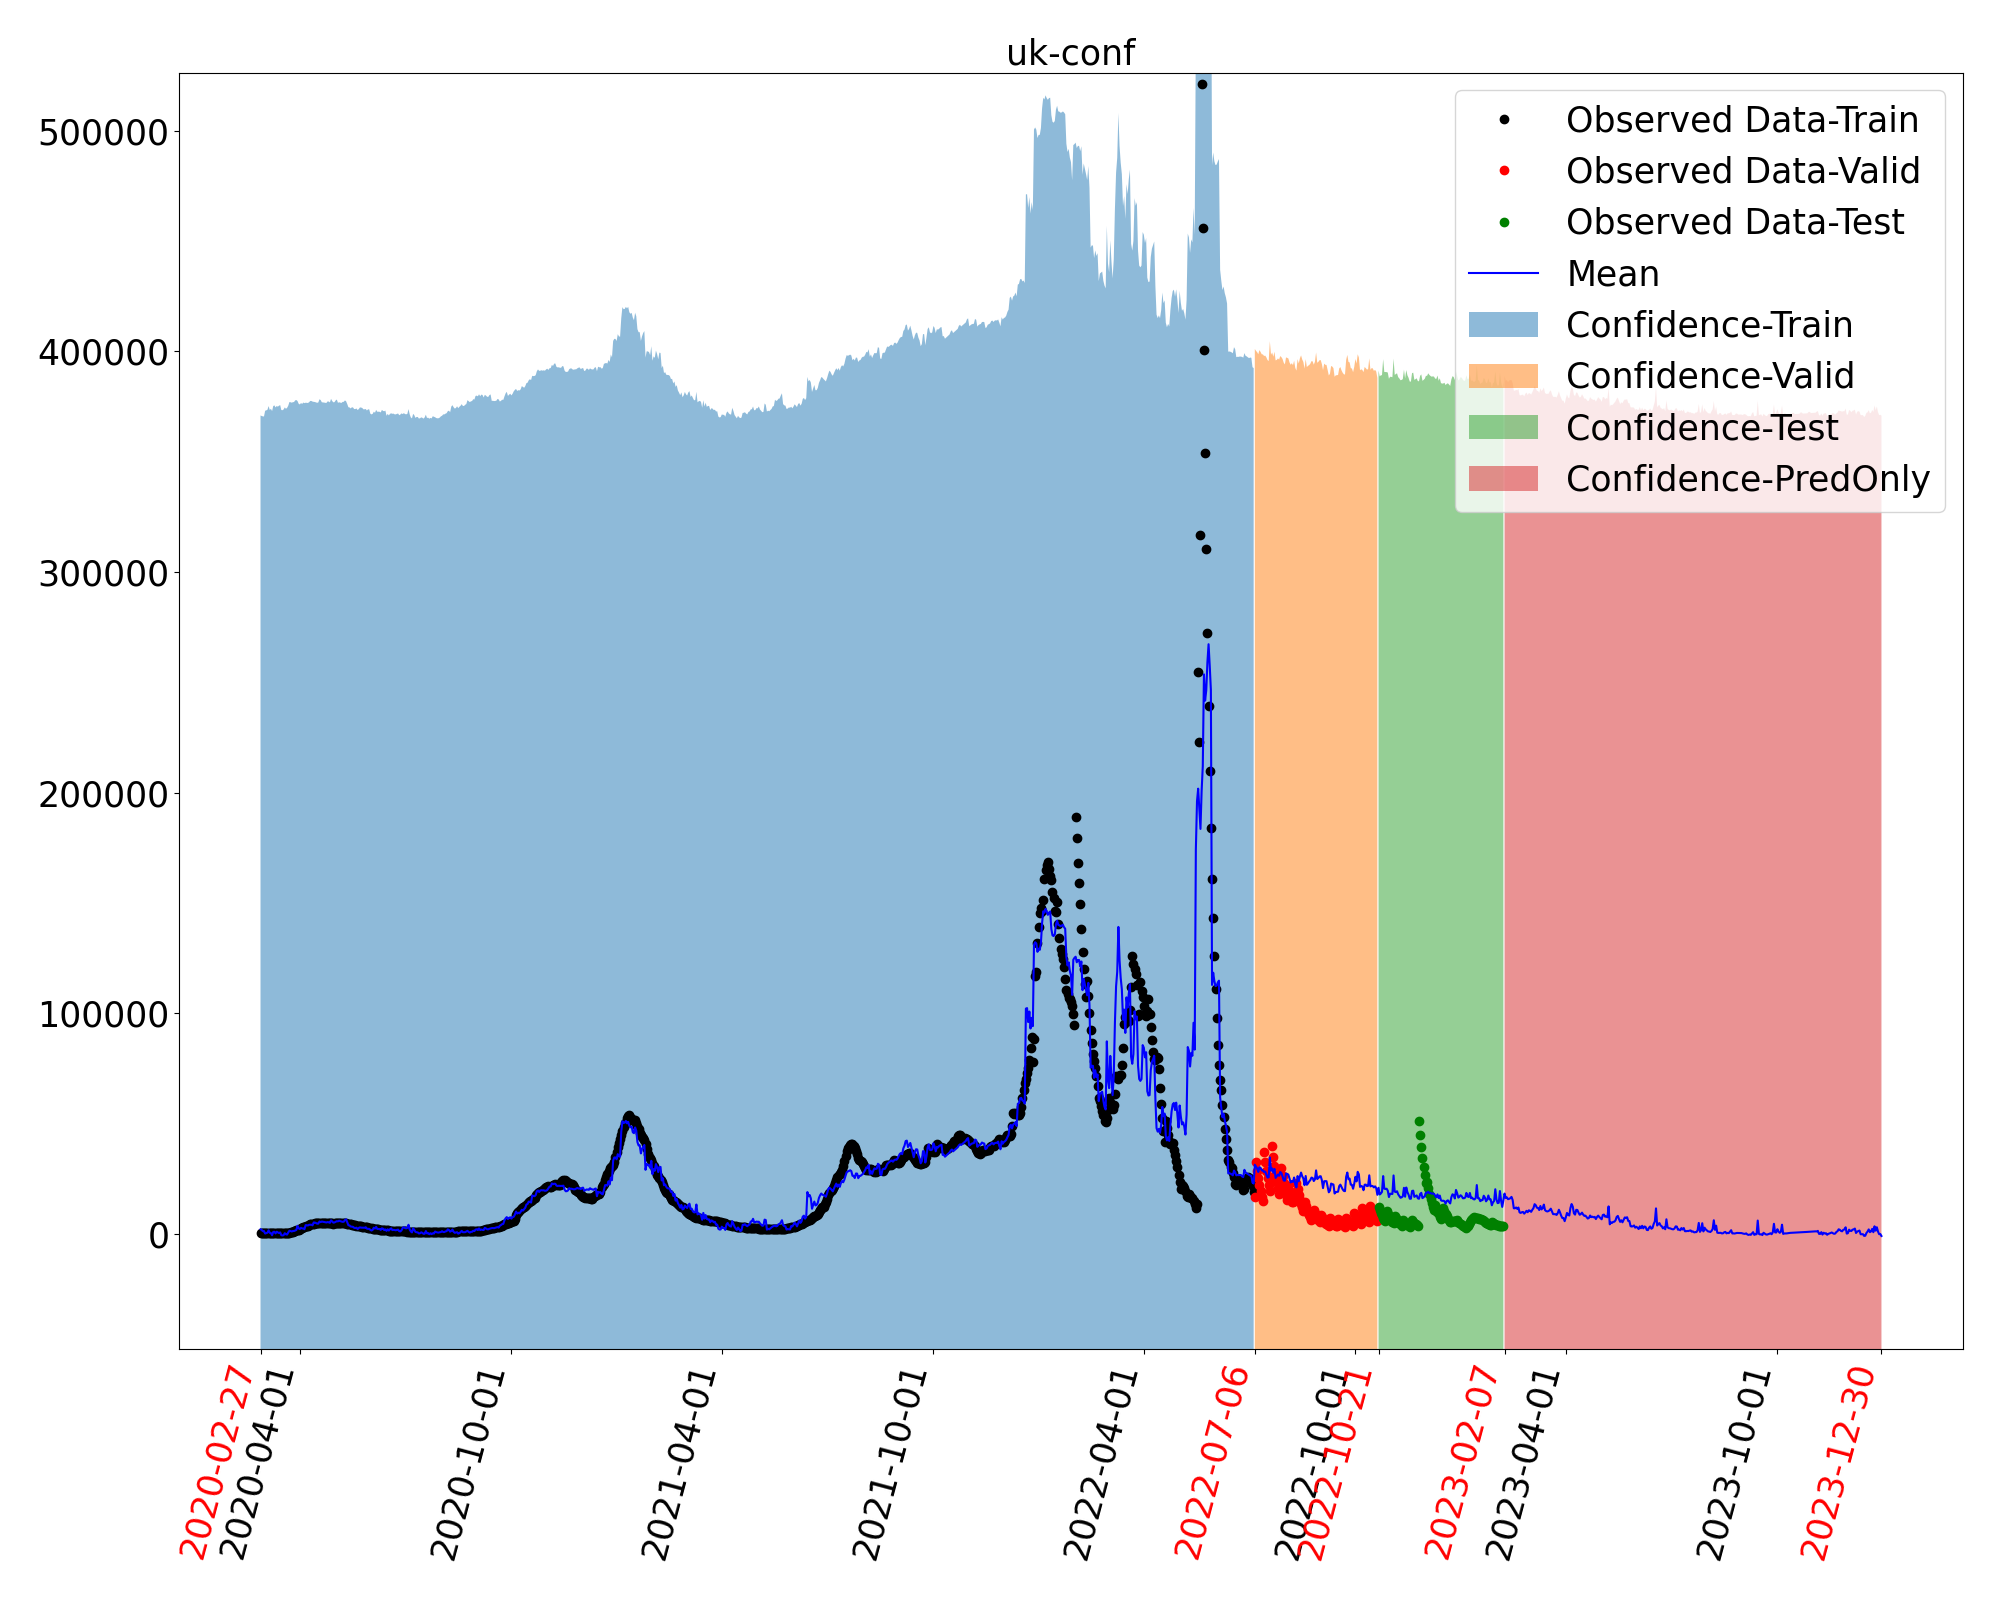 uk-conf
500000
400000
300000
200000
100000
0
Observed Data-Train
Observed Data-Valid
Observed Data-Test
Mean
Confidence-Train
Confidence-Valid
Confidence-Test
Confidence-PredOnly
2020-02-27
2020-04-01
2020-10-01
2021-04-01
2021-10-01
2022-04-01
2022-07-06
2022-10-01
2022-10-21
2023-02-07
2023-04-01
2023-10-01
2023-12-30